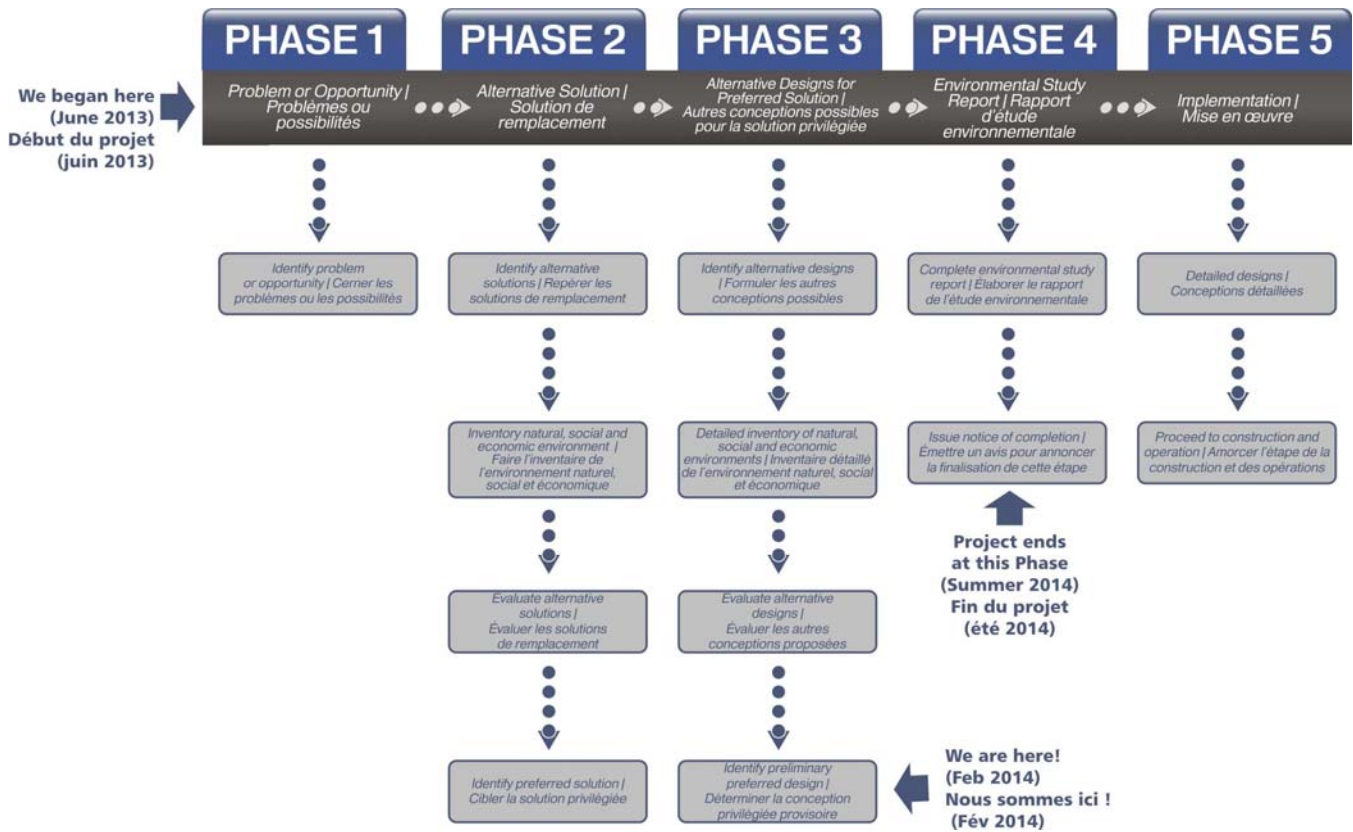 PHASE 1
PHASE 2
PHASE 3
PHASE 4
PHASE 5
We began here
(June 2013)
Début du projet
(juin 2013)
Problem or Opportunity |
Problèmes ou
possibilités
Alternative Solution |
Solution de
remplacement
Alternative Designs for
Preferred Solution |
Autres conceptions possibles
pour la solution privilégiée
Environmental Study
Report | Rapport
d'étude
environnementale
Implementation |
Mise en œuvre
Identify problem
or opportunity | Cerner les
problèmes ou les possibilités
Identify alternative
solutions | Repérer les
solutions de remplacement
Identify alternative designs
| Formuler les autres
conceptions possibles
Complete environmental study
report | Élaborer le rapport
de l'étude environnementale
Detailed designs |
Conceptions détaillées
Inventory natural, social and
economic environment |
Faire l'inventaire de
l'environnement naturel,
social et économique
Detailed inventory of natural,
social and economic
environments | Inventaire détaillé
de l'environnement naturel, social
et économique
Issue notice of completion |
Émettre un avis pour annoncer
la finalisation de cette étape
Proceed to construction and
operation | Amorcer l'étape de la
construction et des opérations
Project ends
at this Phase
(Summer 2014)
Fin du projet
(été 2014)
Evaluate alternative
solutions |
Évaluer les solutions
de remplacement
Evaluate alternative
designs |
Évaluer les autres
conceptions proposées
Identify preferred solution |
Cibler la solution privilégiée
Identify preliminary
preferred design |
Déterminer la conception
privilégiée provisoire
We are here!
(Feb 2014)
Nous sommes ici !
(Fév 2014)